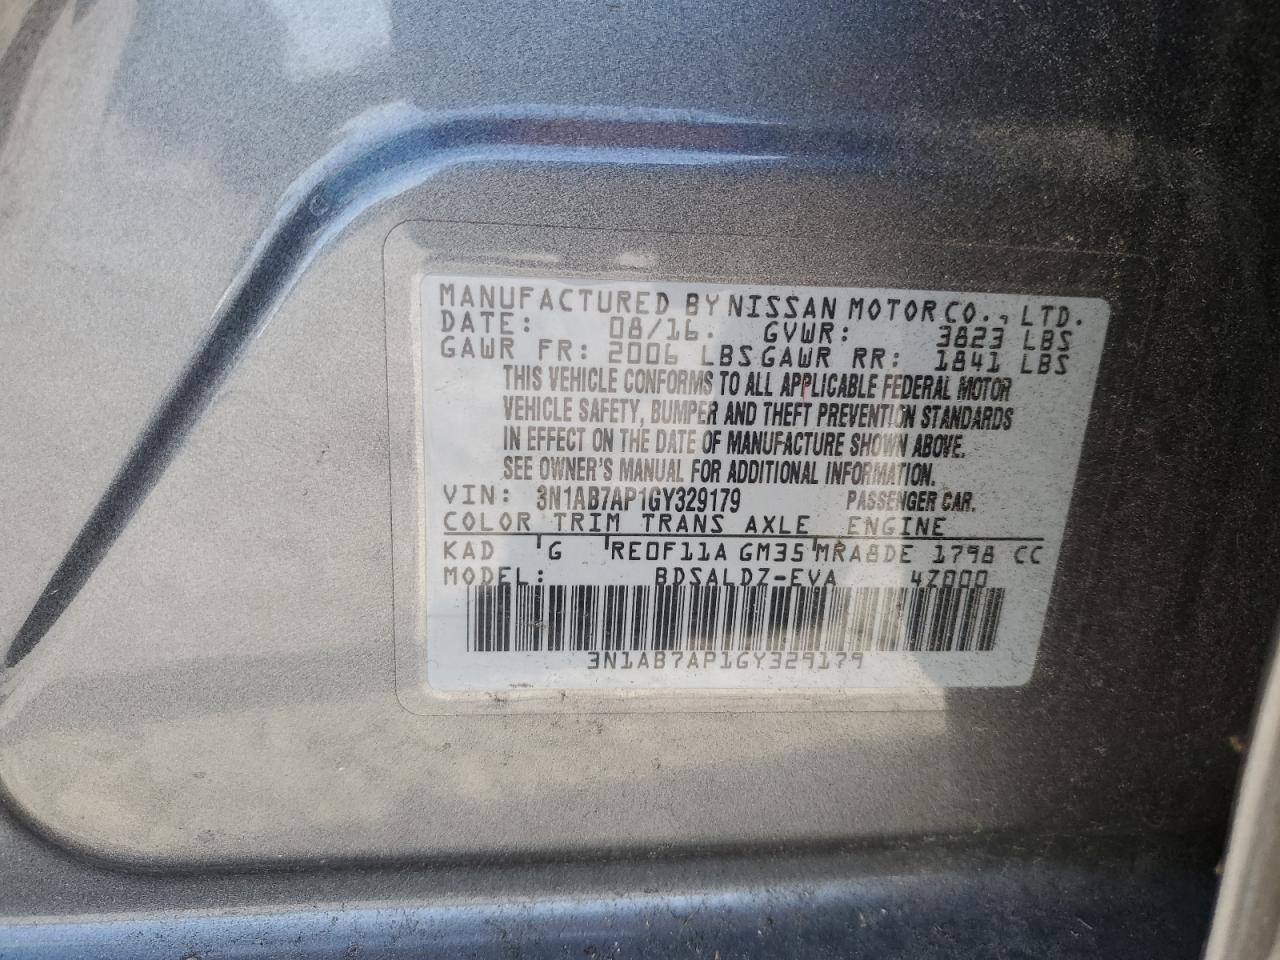 MANUFACTURED BY NISSAN MOTOR CO., LTD.
DATE: 08/16. GVWR: 3823 LBS
GAWR FR: 2006 LBS GAWR RR: 1841 LBS
THIS VEHICLE CONFORMS TO ALL APPLICABLE FEDERAL MOTOR
VEHICLE SAFETY, BUMPER AND THEFT PREVENTION STANDARDS
IN EFFECT ON THE DATE OF MANUFACTURE SHOWN ABOVE.
SEE OWNER'S MANUAL FOR ADDITIONAL INFORMATION.
VIN: 3N1AB7AP1GY329179 PASSENGER CAR.
COLOR TRIM TRANS AXLE ENGINE
KAD G RE0F11A GM35 MRA8DE 1798 CC
MODEL: BDSALDZ-EVA 4Z000
3N1AB7AP1GY329179